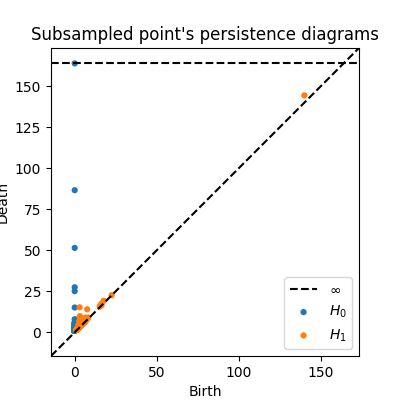 Subsampled point's persistence diagrams
150
125
100
75
50
25
0
Death
0 50 100 150
Birth
∞
H₀
H₁